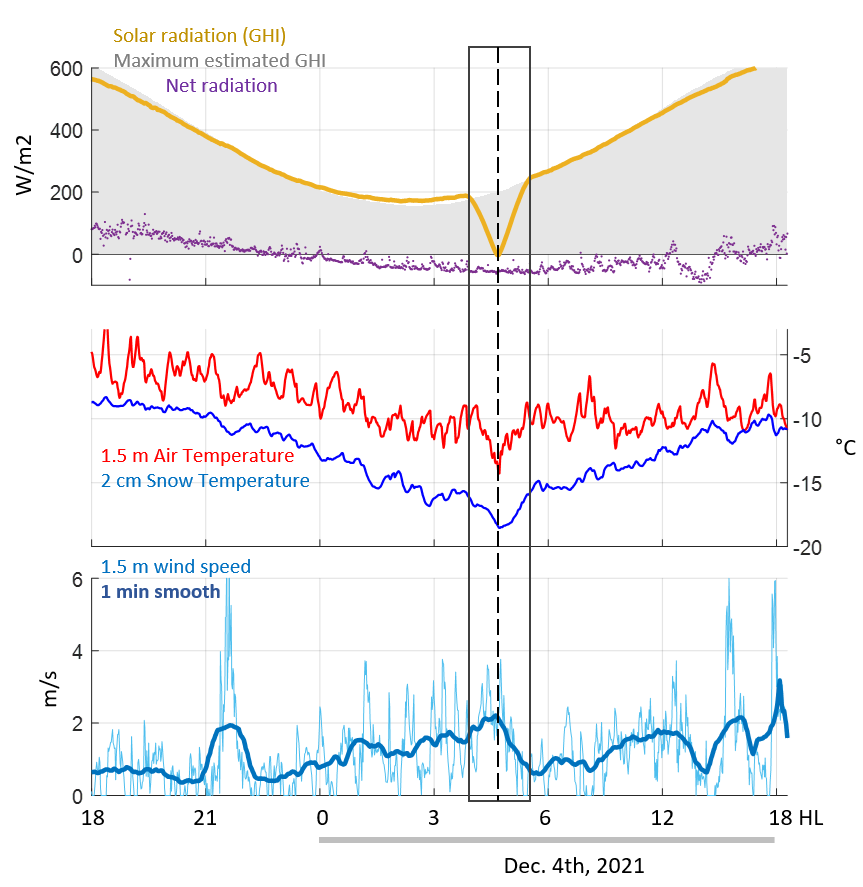 Solar radiation (GHI)
Maximum estimated GHI
Net radiation
600
400
200
0
W/m2
-5
-10
-15
-20
°C
1.5 m Air Temperature
2 cm Snow Temperature
1.5 m wind speed
1 min smooth
6
4
2
0
m/s
18 21 0 3 6 12 18 HL
Dec. 4th, 2021